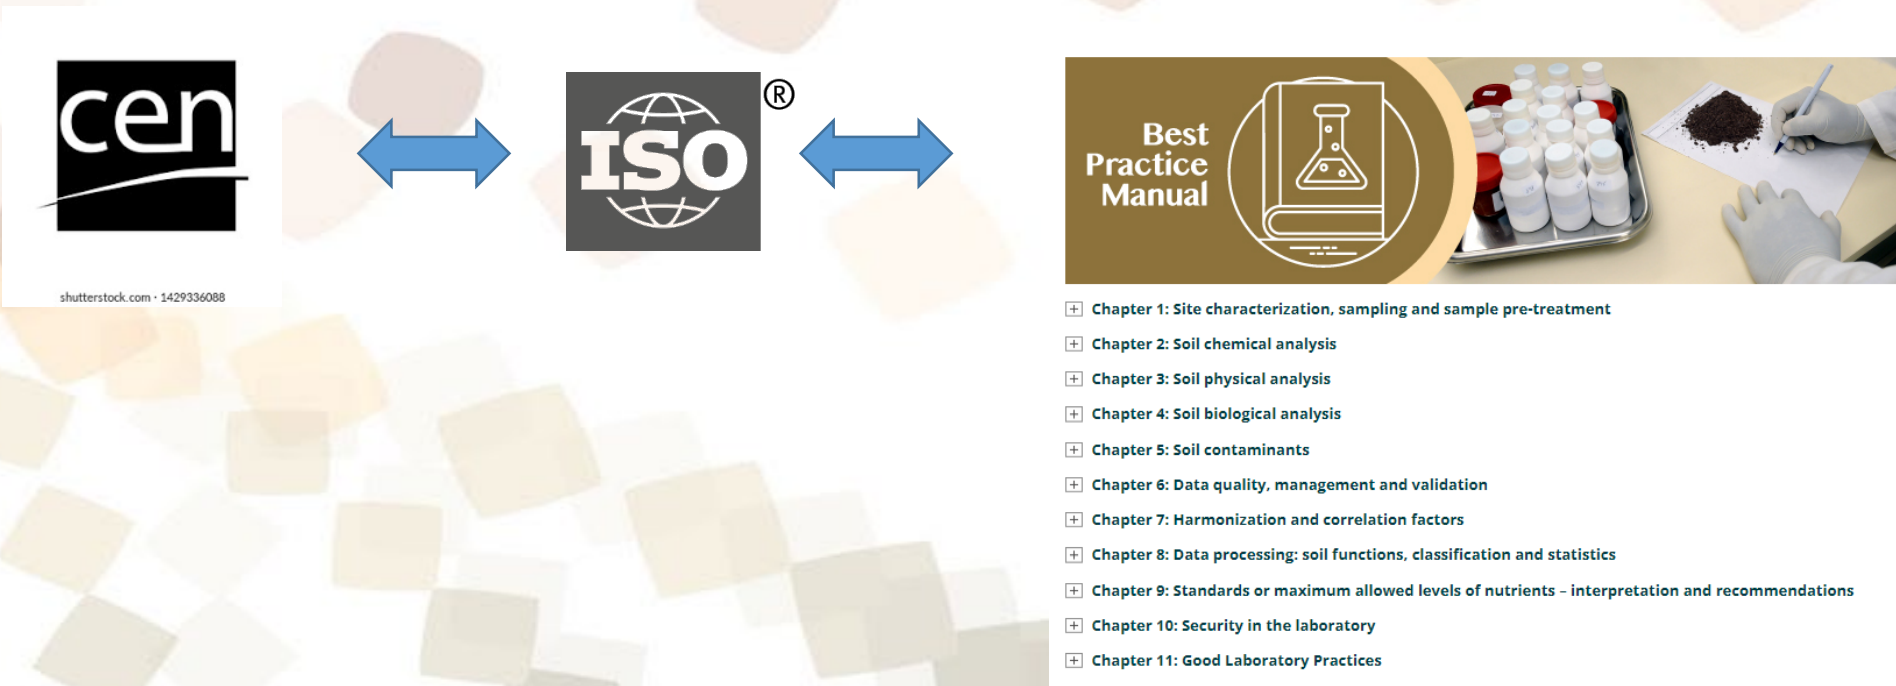 cen
shutterstock.com · 1429336088
ISO
®
Best
Practice
Manual
Chapter 1: Site characterization, sampling and sample pre-treatment
Chapter 2: Soil chemical analysis
Chapter 3: Soil physical analysis
Chapter 4: Soil biological analysis
Chapter 5: Soil contaminants
Chapter 6: Data quality, management and validation
Chapter 7: Harmonization and correlation factors
Chapter 8: Data processing: soil functions, classification and statistics
Chapter 9: Standards or maximum allowed levels of nutrients – interpretation and recommendations
Chapter 10: Security in the laboratory
Chapter 11: Good Laboratory Practices